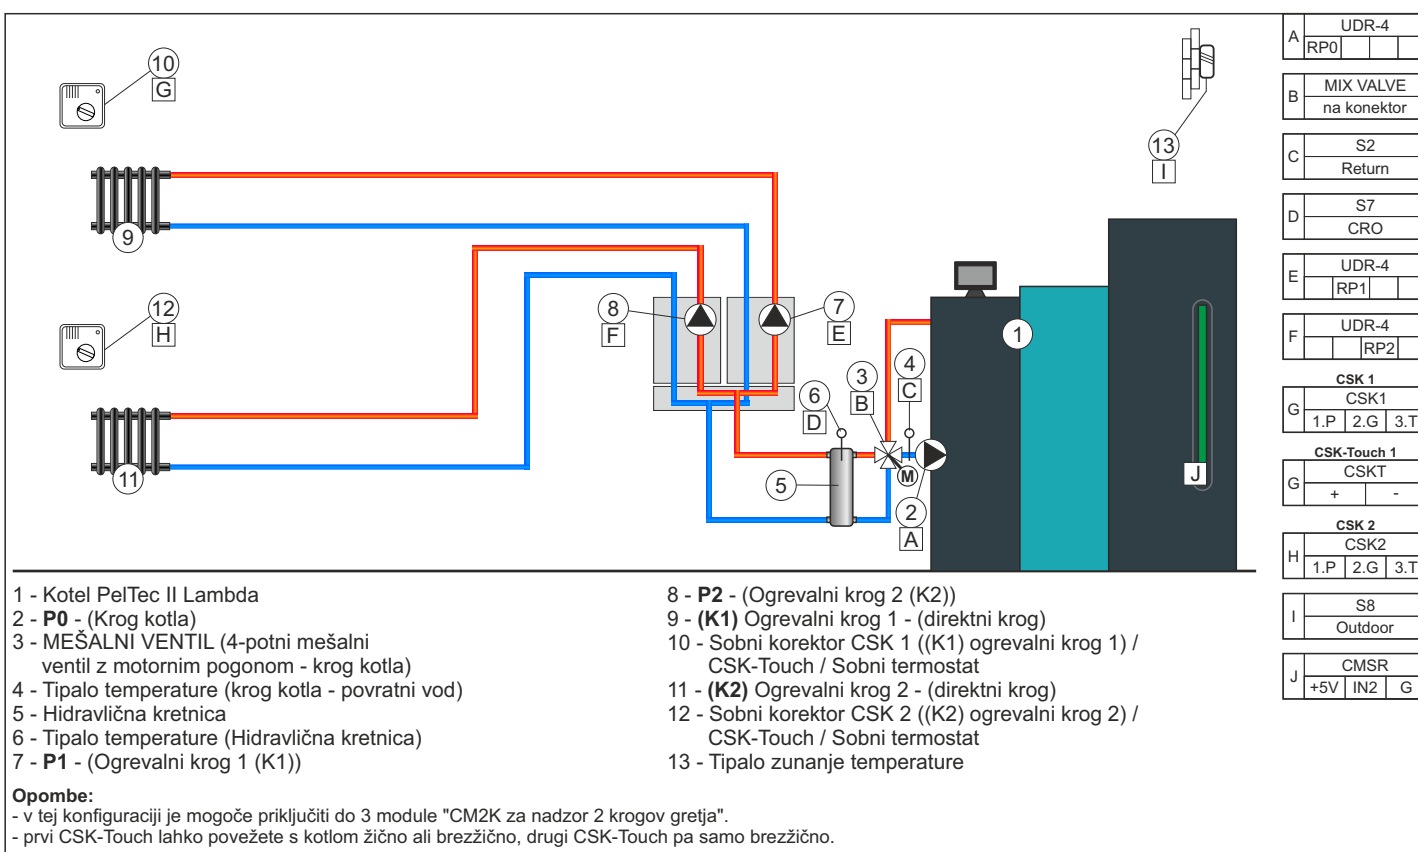 10
G
9
12
H
11
8
F
7
E
6
D
5
3
B
4
C
M
2
A
1
13
I
J
A UDR-4
RP0
B MIX VALVE
na konektor
C S2
Return
D S7
CRO
E UDR-4
RP1
F UDR-4
RP2
CSK 1
G CSK1
1.P 2.G 3.T
CSK-Touch 1
G CSKT
+ -
CSK 2
H CSK2
1.P 2.G 3.T
I S8
Outdoor
J CMSR
+5V IN2 G
1 - Kotel PelTec II Lambda
2 - P0 - (Krog kotla)
3 - MEŠALNI VENTIL (4-potni mešalni
ventil z motornim pogonom - krog kotla)
4 - Tipalo temperature (krog kotla - povratni vod)
5 - Hidravlična kretnica
6 - Tipalo temperature (Hidravlična kretnica)
7 - P1 - (Ogrevalni krog 1 (K1))
8 - P2 - (Ogrevalni krog 2 (K2))
9 - (K1) Ogrevalni krog 1 - (direktni krog)
10 - Sobni korektor CSK 1 ((K1) ogrevalni krog 1) /
CSK-Touch / Sobni termostat
11 - (K2) Ogrevalni krog 2 - (direktni krog)
12 - Sobni korektor CSK 2 ((K2) ogrevalni krog 2) /
CSK-Touch / Sobni termostat
13 - Tipalo zunanje temperature
Opombe:
- v tej konfiguraciji je mogoče priključiti do 3 module "CM2K za nadzor 2 krogov gretja".
- prvi CSK-Touch lahko povežete s kotlom žično ali brezžično, drugi CSK-Touch pa samo brezžično.